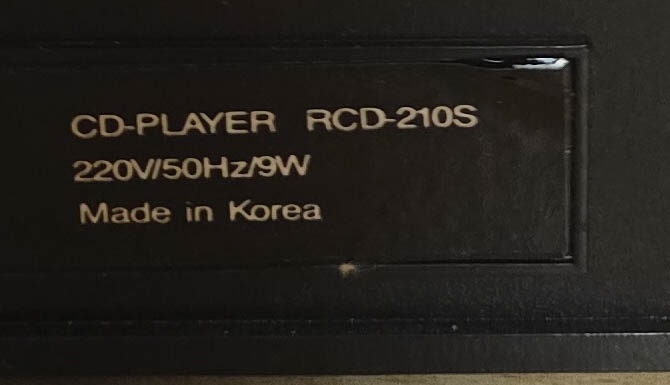 CD-PLAYER RCD-210S
220V/50Hz/9W
Made in Korea